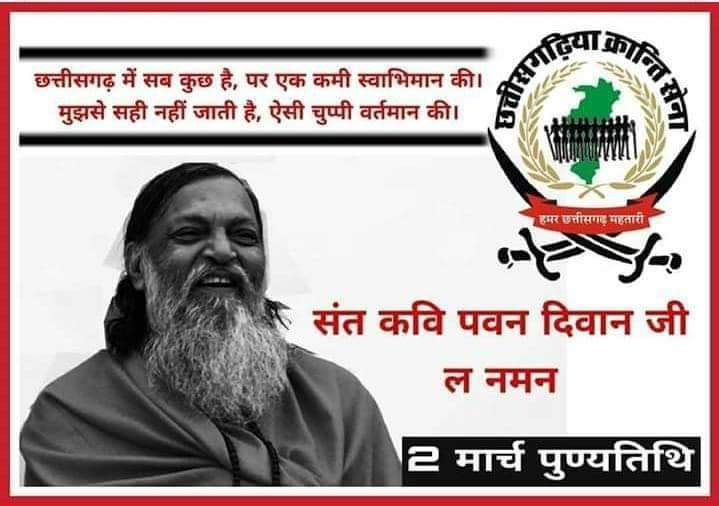 छत्तीसगढ़ में सब कुछ है, पर एक कमी स्वाभिमान की।
मुझसे सही नहीं जाती है, ऐसी चुप्पी वर्तमान की।
छत्तीसगढ़िया क्रान्ति सेना
हमर छत्तीसगढ़ महतारी
संत कवि पवन दिवान जी
ल नमन
2 मार्च पुण्यतिथि